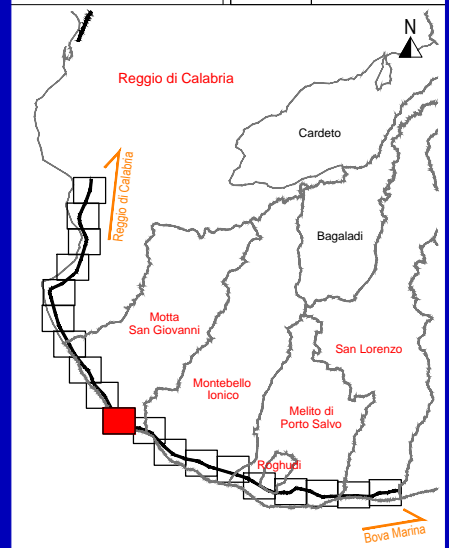 N
Reggio di Calabria
Cardeto
Reggio di Calabria
Bagaladi
Motta
San Giovanni
San Lorenzo
Montebello
Ionico
Melito di
Porto Salvo
Roghudi
Bova Marina